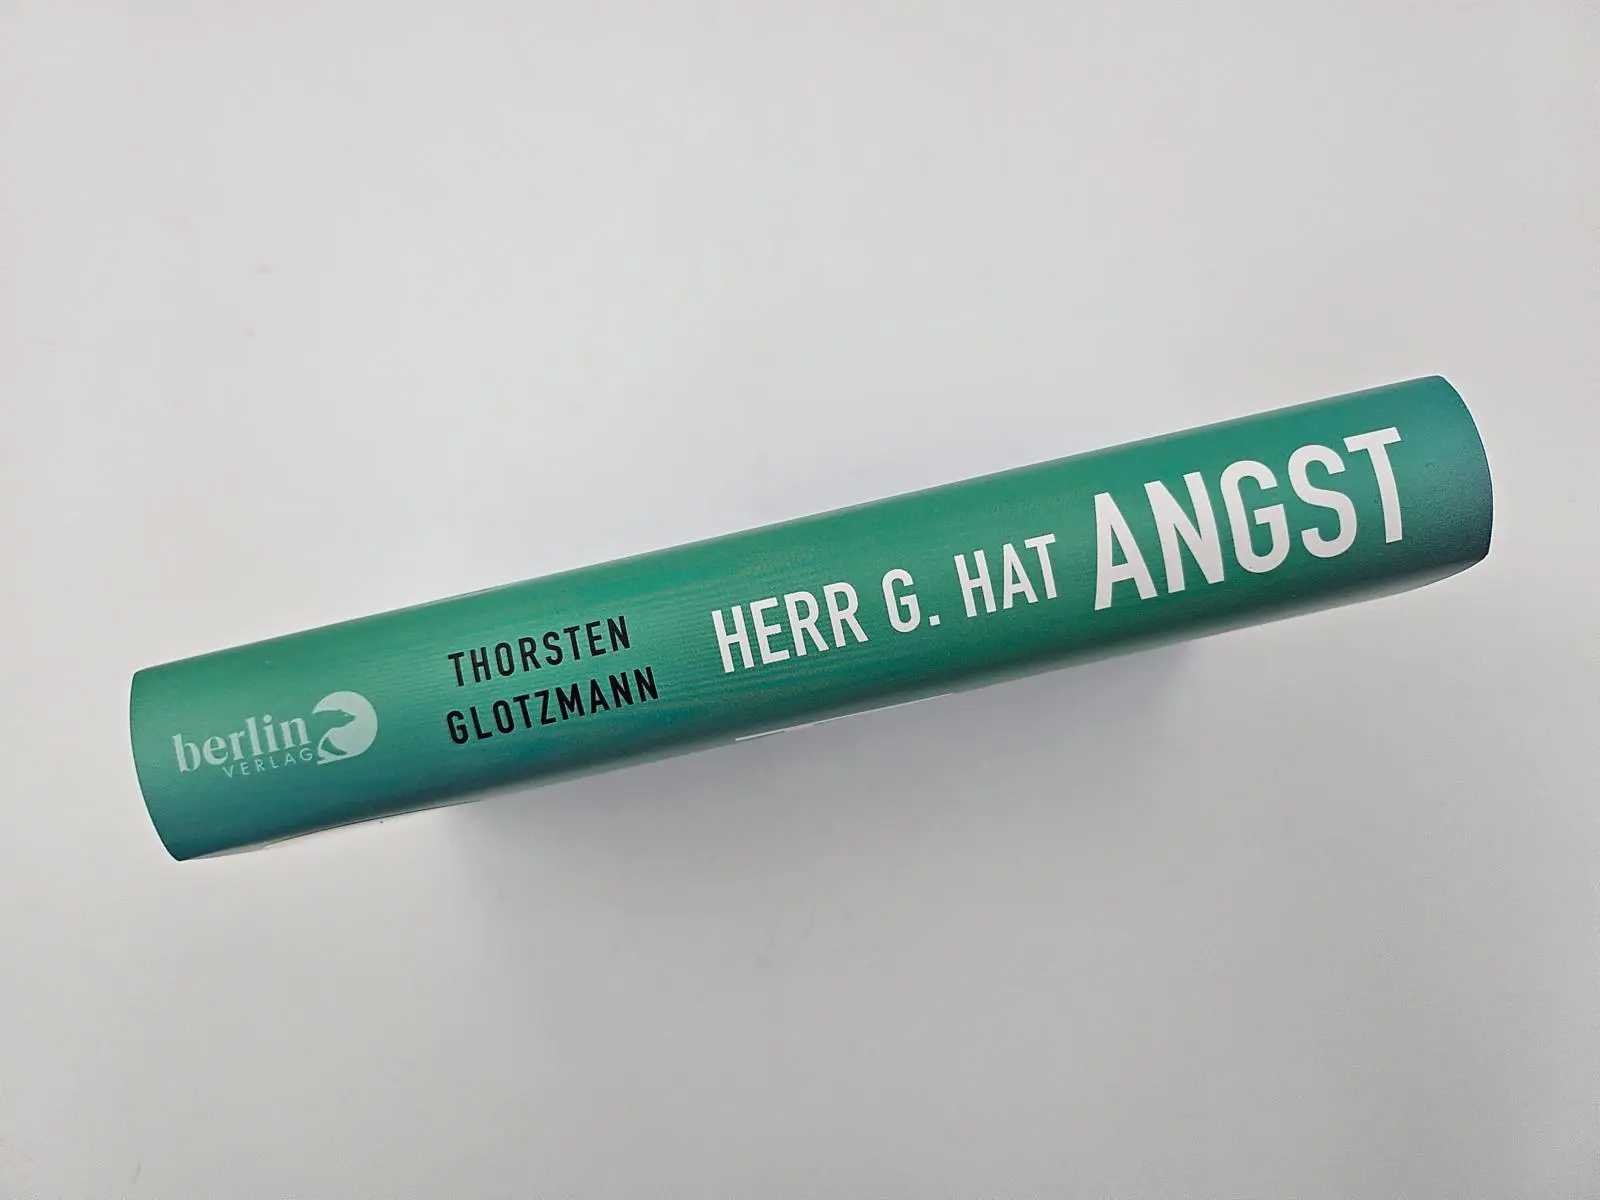 berlin
VERLAG
THORSTEN
GLOTZMANN
HERR G. HAT ANGST